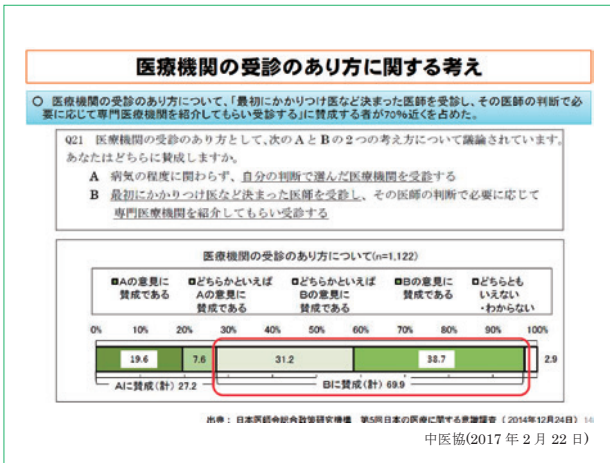 医療機関の受診のあり方に関する考え
○ 医療機関の受診のあり方について、「最初にかかりつけ医など決まった医師を受診し、その医師の判断で必
要に応じて専門医療機関を紹介してもらい受診する」に賛成する者が70%近くを占めた。
Q21 医療機関の受診のあり方として、次のAとBの2つの考え方について議論されています。
あなたはどちらに賛成しますか。
A 病気の程度に関わらず、自分の判断で選んだ医療機関を受診する
B 最初にかかりつけ医など決まった医師を受診し、その医師の判断で必要に応じて
専門医療機関を紹介してもらい受診する
医療機関の受診のあり方について(n=1,122)
Aの意見に賛成である
どちらかといえばAの意見に賛成である
どちらかといえばBの意見に賛成である
Bの意見に賛成である
どちらともいえない・わからない
0% 10% 20% 30% 40% 50% 60% 70% 80% 90% 100%
19.6 7.6 31.2 38.7 2.9
Aに賛成(計) 27.2 Bに賛成(計) 69.9
出典: 日本医師会総合政策研究機構 第5回日本の医療に関する意識調査(2014年12月24日)
中医協(2017年2月22日)